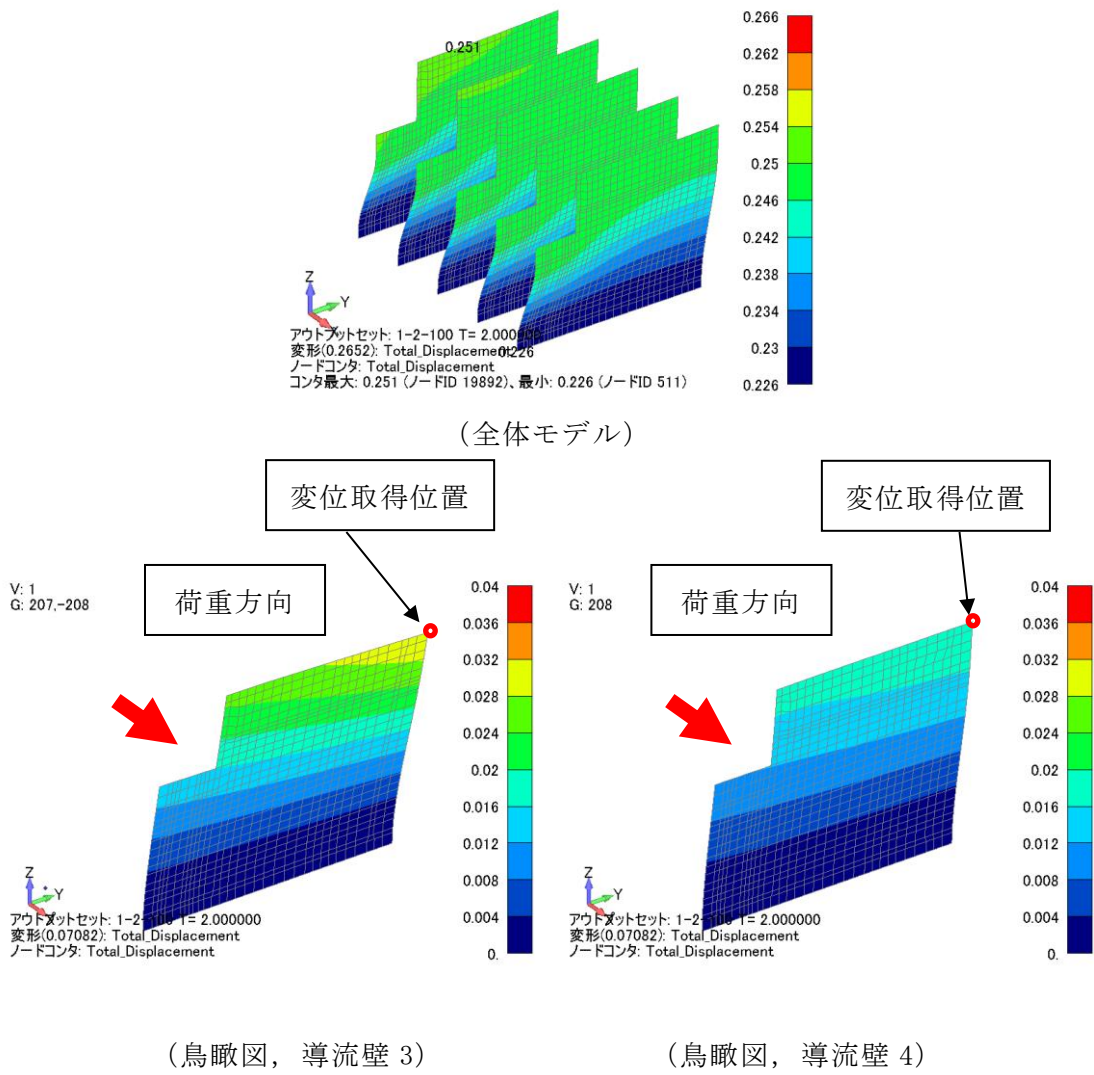 0.266
0.262
0.258
0.254
0.25
0.246
0.242
0.238
0.234
0.23
0.226
0.251
Z
Y
アウトプットセット: 1-2-100 T= 2.000000
変形(0.2652): Total_Displacement
0.226
ノードコンタ: Total_Displacement
コンタ最大: 0.251 (ノードID 19892)、最小: 0.226 (ノードID 511)
(全体モデル)
変位取得位置
荷重方向
V: 1
G: 207,-208
0.04
0.036
0.032
0.028
0.024
0.02
0.016
0.012
0.008
0.004
0.
Z
Y
アウトプットセット: 1-2-100 T= 2.000000
変形(0.07082): Total_Displacement
ノードコンタ: Total_Displacement
(鳥瞰図, 導流壁 3)
変位取得位置
荷重方向
V: 1
G: 208
0.04
0.036
0.032
0.028
0.024
0.02
0.016
0.012
0.008
0.004
0.
Z
Y
アウトプットセット: 1-2-100 T= 2.000000
変形(0.07082): Total_Displacement
ノードコンタ: Total_Displacement
(鳥瞰図, 導流壁 4)